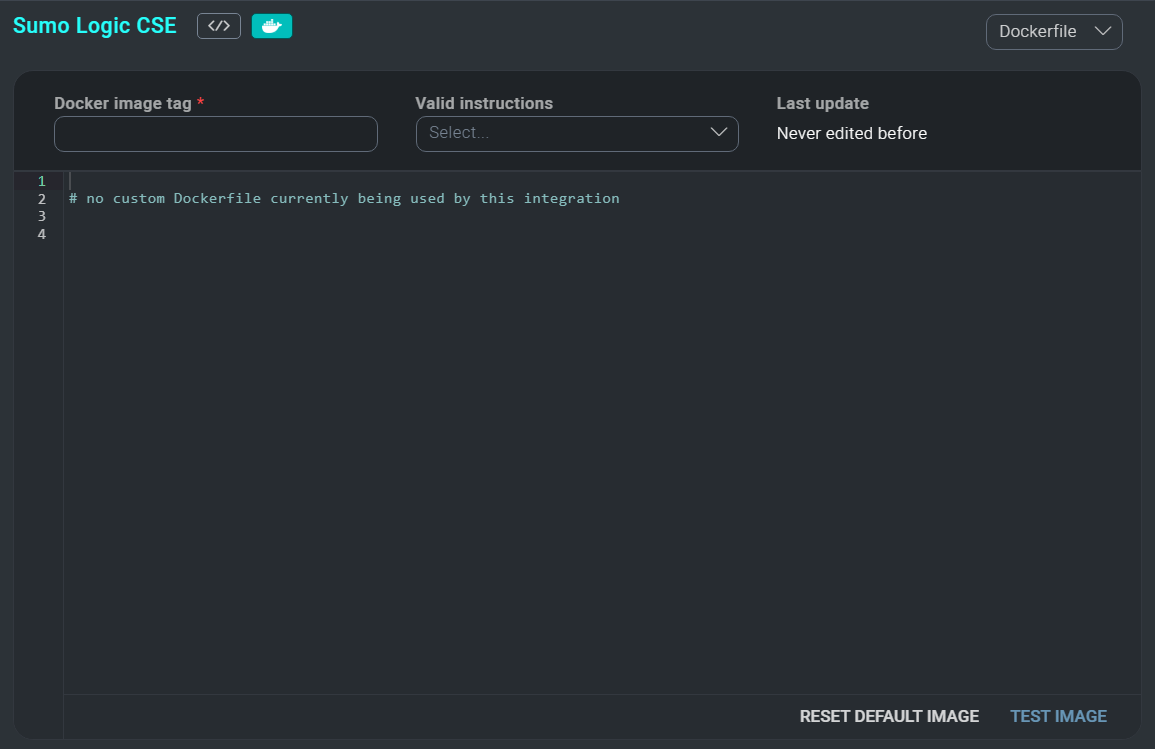 Sumo Logic CSE
</>
Dockerfile
Docker image tag *
Valid instructions
Last update
Select...
Never edited before
1
2 # no custom Dockerfile currently being used by this integration
3
4
RESET DEFAULT IMAGE
TEST IMAGE